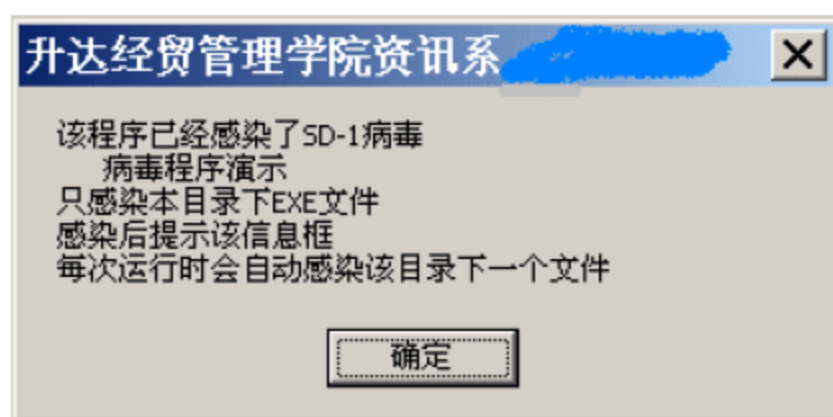 升达经贸管理学院资讯系
该程序已经感染了SD-1病毒
病毒程序演示
只感染本目录下EXE文件
感染后提示该信息框
每次运行时会自动感染该目录下一个文件
确定